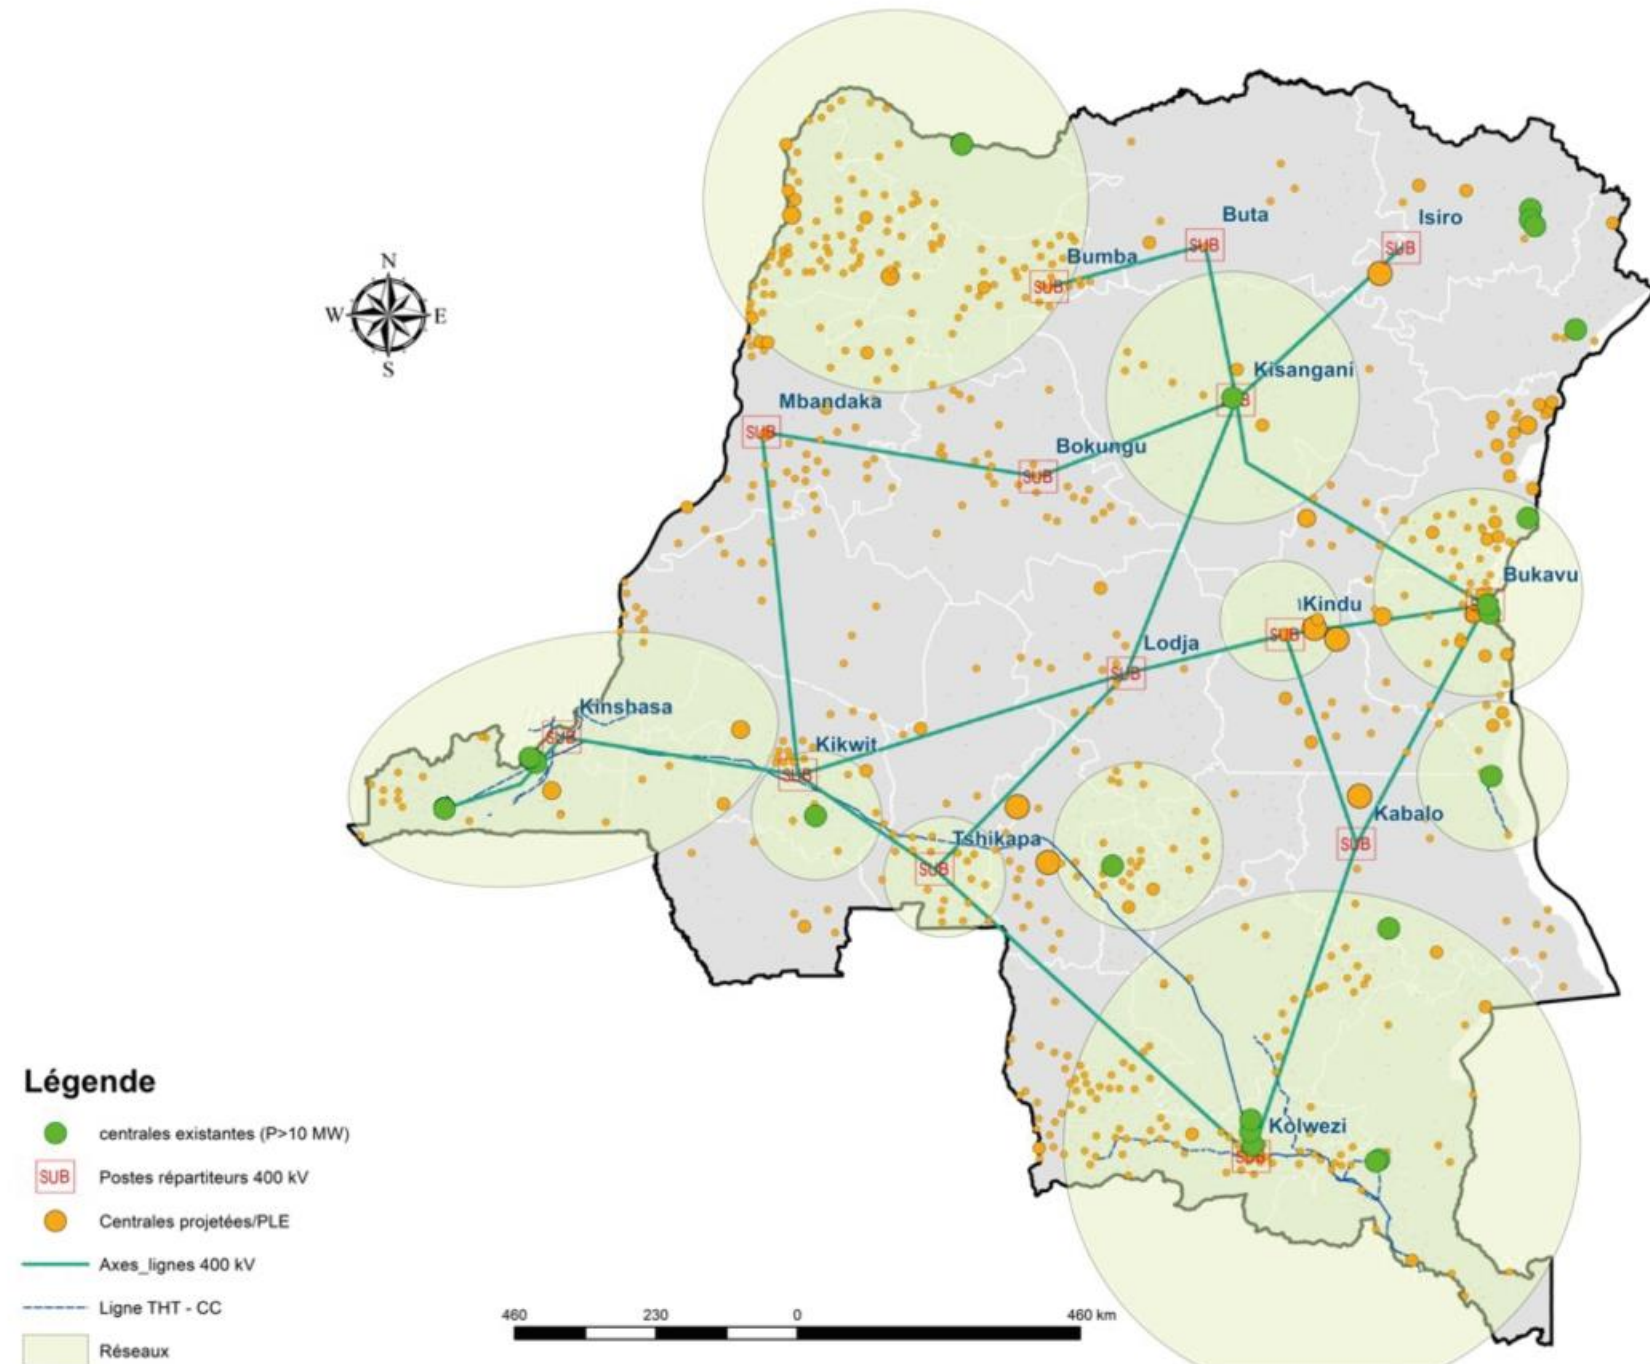 N
W E
S
Buta
Isiro
SUB
SUB
Bumba
SUB
Kisangani
SUB
Mbandaka
SUB
Bokungu
SUB
Bukavu
Kindu
SUB
Lodja
SUB
Kinshasa
SUB
Kikwit
SUB
Tshikapa
SUB
Kabalo
SUB
Kolwezi
SUB
Légende
centrales existantes (P>10 MW)
SUB Postes répartiteurs 400 kV
Centrales projetées/PLE
Axes_lignes 400 kV
Ligne THT - CC
Réseaux
460 230 0 460 km